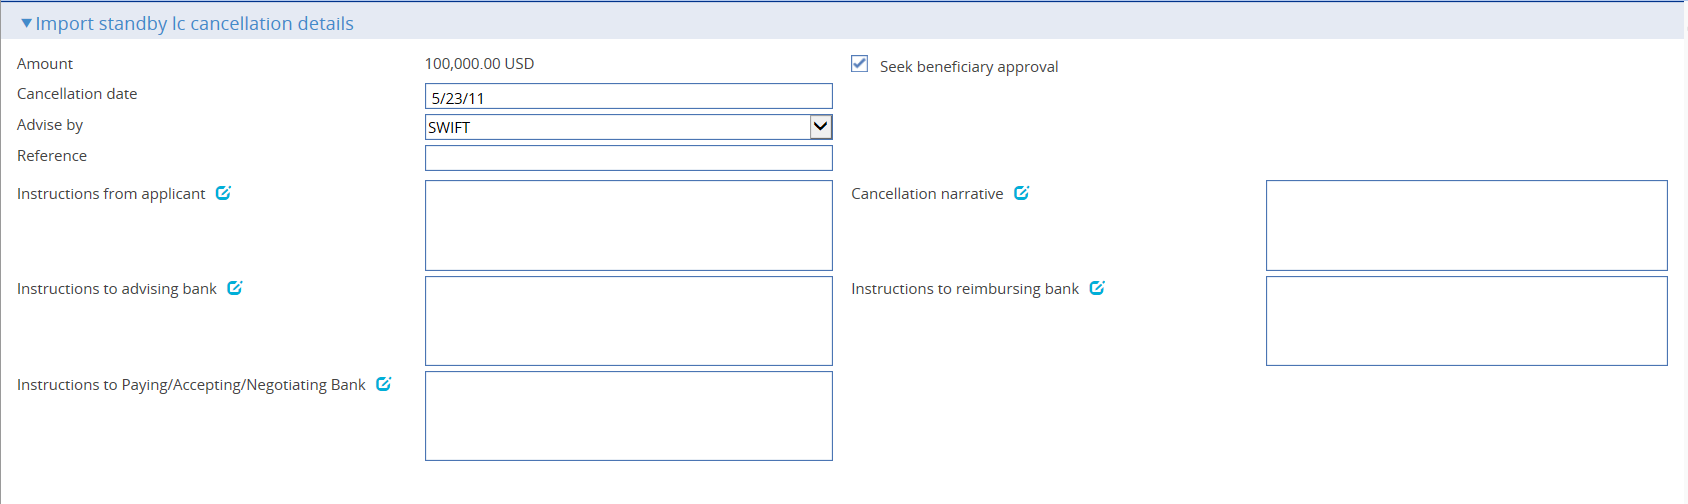 Import standby lc cancellation details
Amount 100,000.00 USD Seek beneficiary approval
Cancellation date 5/23/11
Advise by SWIFT
Reference
Instructions from applicant Cancellation narrative
Instructions to advising bank Instructions to reimbursing bank
Instructions to Paying/Accepting/Negotiating Bank